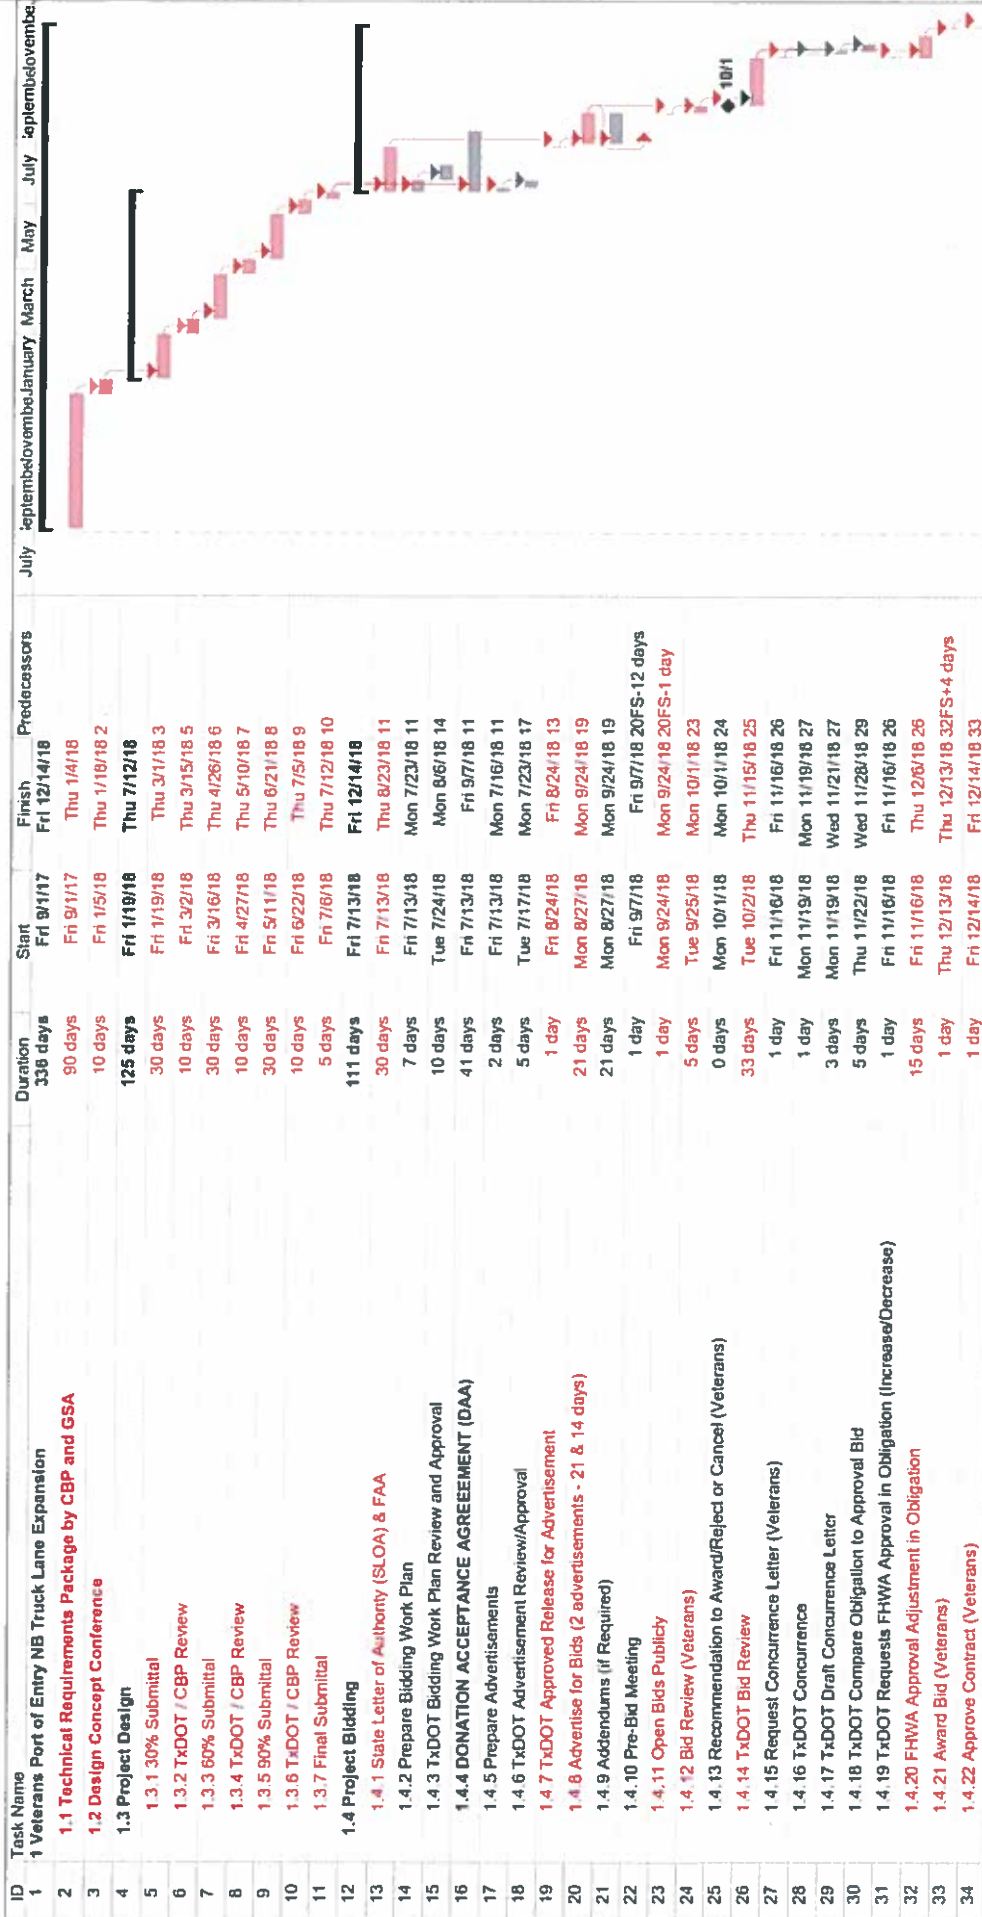 ID Task Name Duration Start Finish Predecessors July March May July
1 1 Veterans Port of Entry NB Truck Lane Expansion 336 days Fri 9/1/17 Fri 12/14/18
2 1.1 Technical Requirements Package by CBP and GSA 90 days Fri 9/1/17 Thu 1/4/18
3 1.2 Design Concept Conference 10 days Fri 1/5/18 Thu 1/18/18 2
4 1.3 Project Design 125 days Fri 1/19/18 Thu 7/12/18
5 1.3.1 30% Submittal 30 days Fri 1/19/18 Thu 3/1/18 3
6 1.3.2 TxDOT / CBP Review 10 days Fri 3/2/18 Thu 3/15/18 5
7 1.3.3 60% Submittal 30 days Fri 3/16/18 Thu 4/26/18 6
8 1.3.4 TxDOT / CBP Review 10 days Fri 4/27/18 Thu 5/10/18 7
9 1.3.5 90% Submittal 30 days Fri 5/11/18 Thu 6/21/18 8
10 1.3.6 TxDOT / CBP Review 10 days Fri 6/22/18 Thu 7/5/18 9
11 1.3.7 Final Submittal 5 days Fri 7/6/18 Thu 7/12/18 10
12 1.4 Project Bidding 111 days Fri 7/13/18 Fri 12/14/18
13 1.4.1 State Letter of Authority (SLOA) & FAA 30 days Fri 7/13/18 Thu 8/23/18 11
14 1.4.2 Prepare Bidding Work Plan 7 days Fri 7/13/18 Mon 7/23/18 11
15 1.4.3 TxDOT Bidding Work Plan Review and Approval 10 days Tue 7/24/18 Mon 8/6/18 14
16 1.4.4 DONATION ACCEPTANCE AGREEEMENT (DAA) 41 days Fri 7/13/18 Fri 9/7/18 11
17 1.4.5 Prepare Advertisements 2 days Fri 7/13/18 Mon 7/16/18 11
18 1.4.6 TxDOT Advertisement Review/Approval 5 days Tue 7/17/18 Mon 7/23/18 17
19 1.4.7 TxDOT Approved Release for Advertisement 1 day Fri 8/24/18 Fri 8/24/18 13
20 1.4.8 Advertise for Bids (2 advertisements - 21 & 14 days) 21 days Mon 8/27/18 Mon 9/24/18 19
21 1.4.9 Addendums (if Required) 21 days Mon 8/27/18 Mon 9/24/18 19
22 1.4.10 Pre-Bid Meeting 1 day Fri 9/7/18 Fri 9/7/18 20FS-12 days
23 1.4.11 Open Bids Publicly 1 day Mon 9/24/18 Mon 9/24/18 20FS-1 day
24 1.4.12 Bid Review (Veterans) 5 days Tue 9/25/18 Mon 10/1/18 23
25 1.4.13 Recommendation to Award/Reject or Cancel (Veterans) 0 days Mon 10/1/18 Mon 10/1/18 24 10/1
26 1.4.14 TxDOT Bid Review 33 days Tue 10/2/18 Thu 11/15/18 25
27 1.4.15 Request Concurrence Letter (Veterans) 1 day Fri 11/16/18 Fri 11/16/18 26
28 1.4.16 TxDOT Concurrence 1 day Mon 11/19/18 Mon 11/19/18 27
29 1.4.17 TxDOT Draft Concurrence Letter 3 days Mon 11/19/18 Wed 11/21/18 27
30 1.4.18 TxDOT Compare Obligation to Approval Bid 5 days Thu 11/22/18 Wed 11/28/18 29
31 1.4.19 TxDOT Requests FHWA Approval in Obligation (Increase/Decrease) 1 day Fri 11/16/18 Fri 11/16/18 26
32 1.4.20 FHWA Approval Adjustment in Obligation 15 days Fri 11/16/18 Thu 12/6/18 26
33 1.4.21 Award Bid (Veterans) 1 day Thu 12/13/18 Thu 12/13/18 32FS+4 days
34 1.4.22 Approve Contract (Veterans) 1 day Fri 12/14/18 Fri 12/14/18 33